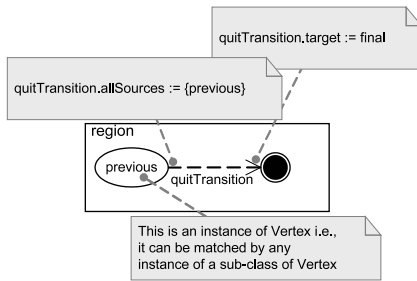 quitTransition.target := final
quitTransition.allSources := {previous}
region
previous
quitTransition
This is an instance of Vertex i.e.,
it can be matched by any
instance of a sub-class of Vertex